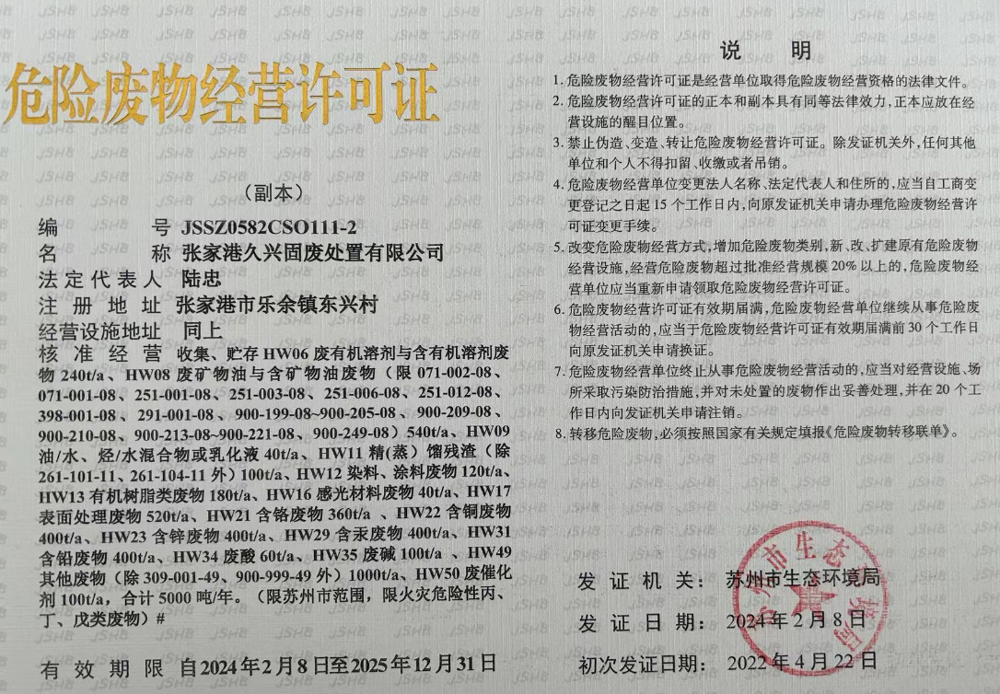 危险废物经营许可证
（副本）
编 号 JSSZ0582CSO111-2
名 称 张家港久兴固废处置有限公司
法定代表人 陆忠
注册地址 张家港市乐余镇东兴村
经营设施地址 同上
核准经营 收集、贮存 HW06 废有机溶剂与含有机溶剂废
物 240t/a、HW08 废矿物油与含矿物油废物（限 071-002-08、
071-001-08、251-001-08、251-003-08、251-006-08、251-012-08、
398-001-08、291-001-08、900-199-08~900-205-08、900-209-08、
900-210-08、900-213-08~900-221-08、900-249-08）540t/a、HW09
油/水、烃/水混合物或乳化液 40t/a、HW11 精(蒸）馏残渣（除
261-101-11、261-104-11 外）100t/a、HW12 染料、涂料废物 120t/a、
HW13 有机树脂类废物 180t/a、HW16 感光材料废物 40t/a、HW17
表面处理废物 520t/a、HW21 含铬废物 360t/a 、HW22 含铜废物
400t/a、HW23 含锌废物 400t/a、HW29 含汞废物 400t/a、HW31
含铅废物 400t/a、HW34 废酸 60t/a、HW35 废碱 100t/a 、HW49
其他废物（除 309-001-49、900-999-49 外）1000t/a、HW50 废催化
剂 100t/a，合计 5000 吨/年。（限苏州市范围，限火灾危险性丙、
丁、戊类废物）#
有效期限 自2024年2月8日至2025年12月31日
说 明
1. 危险废物经营许可证是经营单位取得危险废物经营资格的法律文件。
2. 危险废物经营许可证的正本和副本具有同等法律效力，正本应放在经
营设施的醒目位置。
3. 禁止伪造、变造、转让危险废物经营许可证。除发证机关外，任何其他
单位和个人不得扣留、收缴或者吊销。
4. 危险废物经营单位变更法人名称、法定代表人和住所的，应当自工商变
更登记之日起 15 个工作日内，向原发证机关申请办理危险废物经营许
可证变更手续。
5. 改变危险废物经营方式，增加危险废物类别，新、改、扩建原有危险废物
经营设施，经营危险废物超过批准经营规模 20% 以上的，危险废物经
营单位应当重新申请领取危险废物经营许可证。
6. 危险废物经营许可证有效期届满，危险废物经营单位继续从事危险废
物经营活动的，应当于危险废物经营许可证有效期届满前 30 个工作日
向原发证机关申请换证。
7. 危险废物经营单位终止从事危险废物经营活动的，应当对经营设施、场
所采取污染防治措施，并对未处置的废物作出妥善处理，并在 20 个工
作日内向发证机关申请注销。
8. 转移危险废物，必须按照国家有关规定填报《危险废物转移联单》。
发证机关：苏州市生态环境局
发证日期：2024年2月8日
初次发证日期：2022年4月22日
苏州市生态环境局